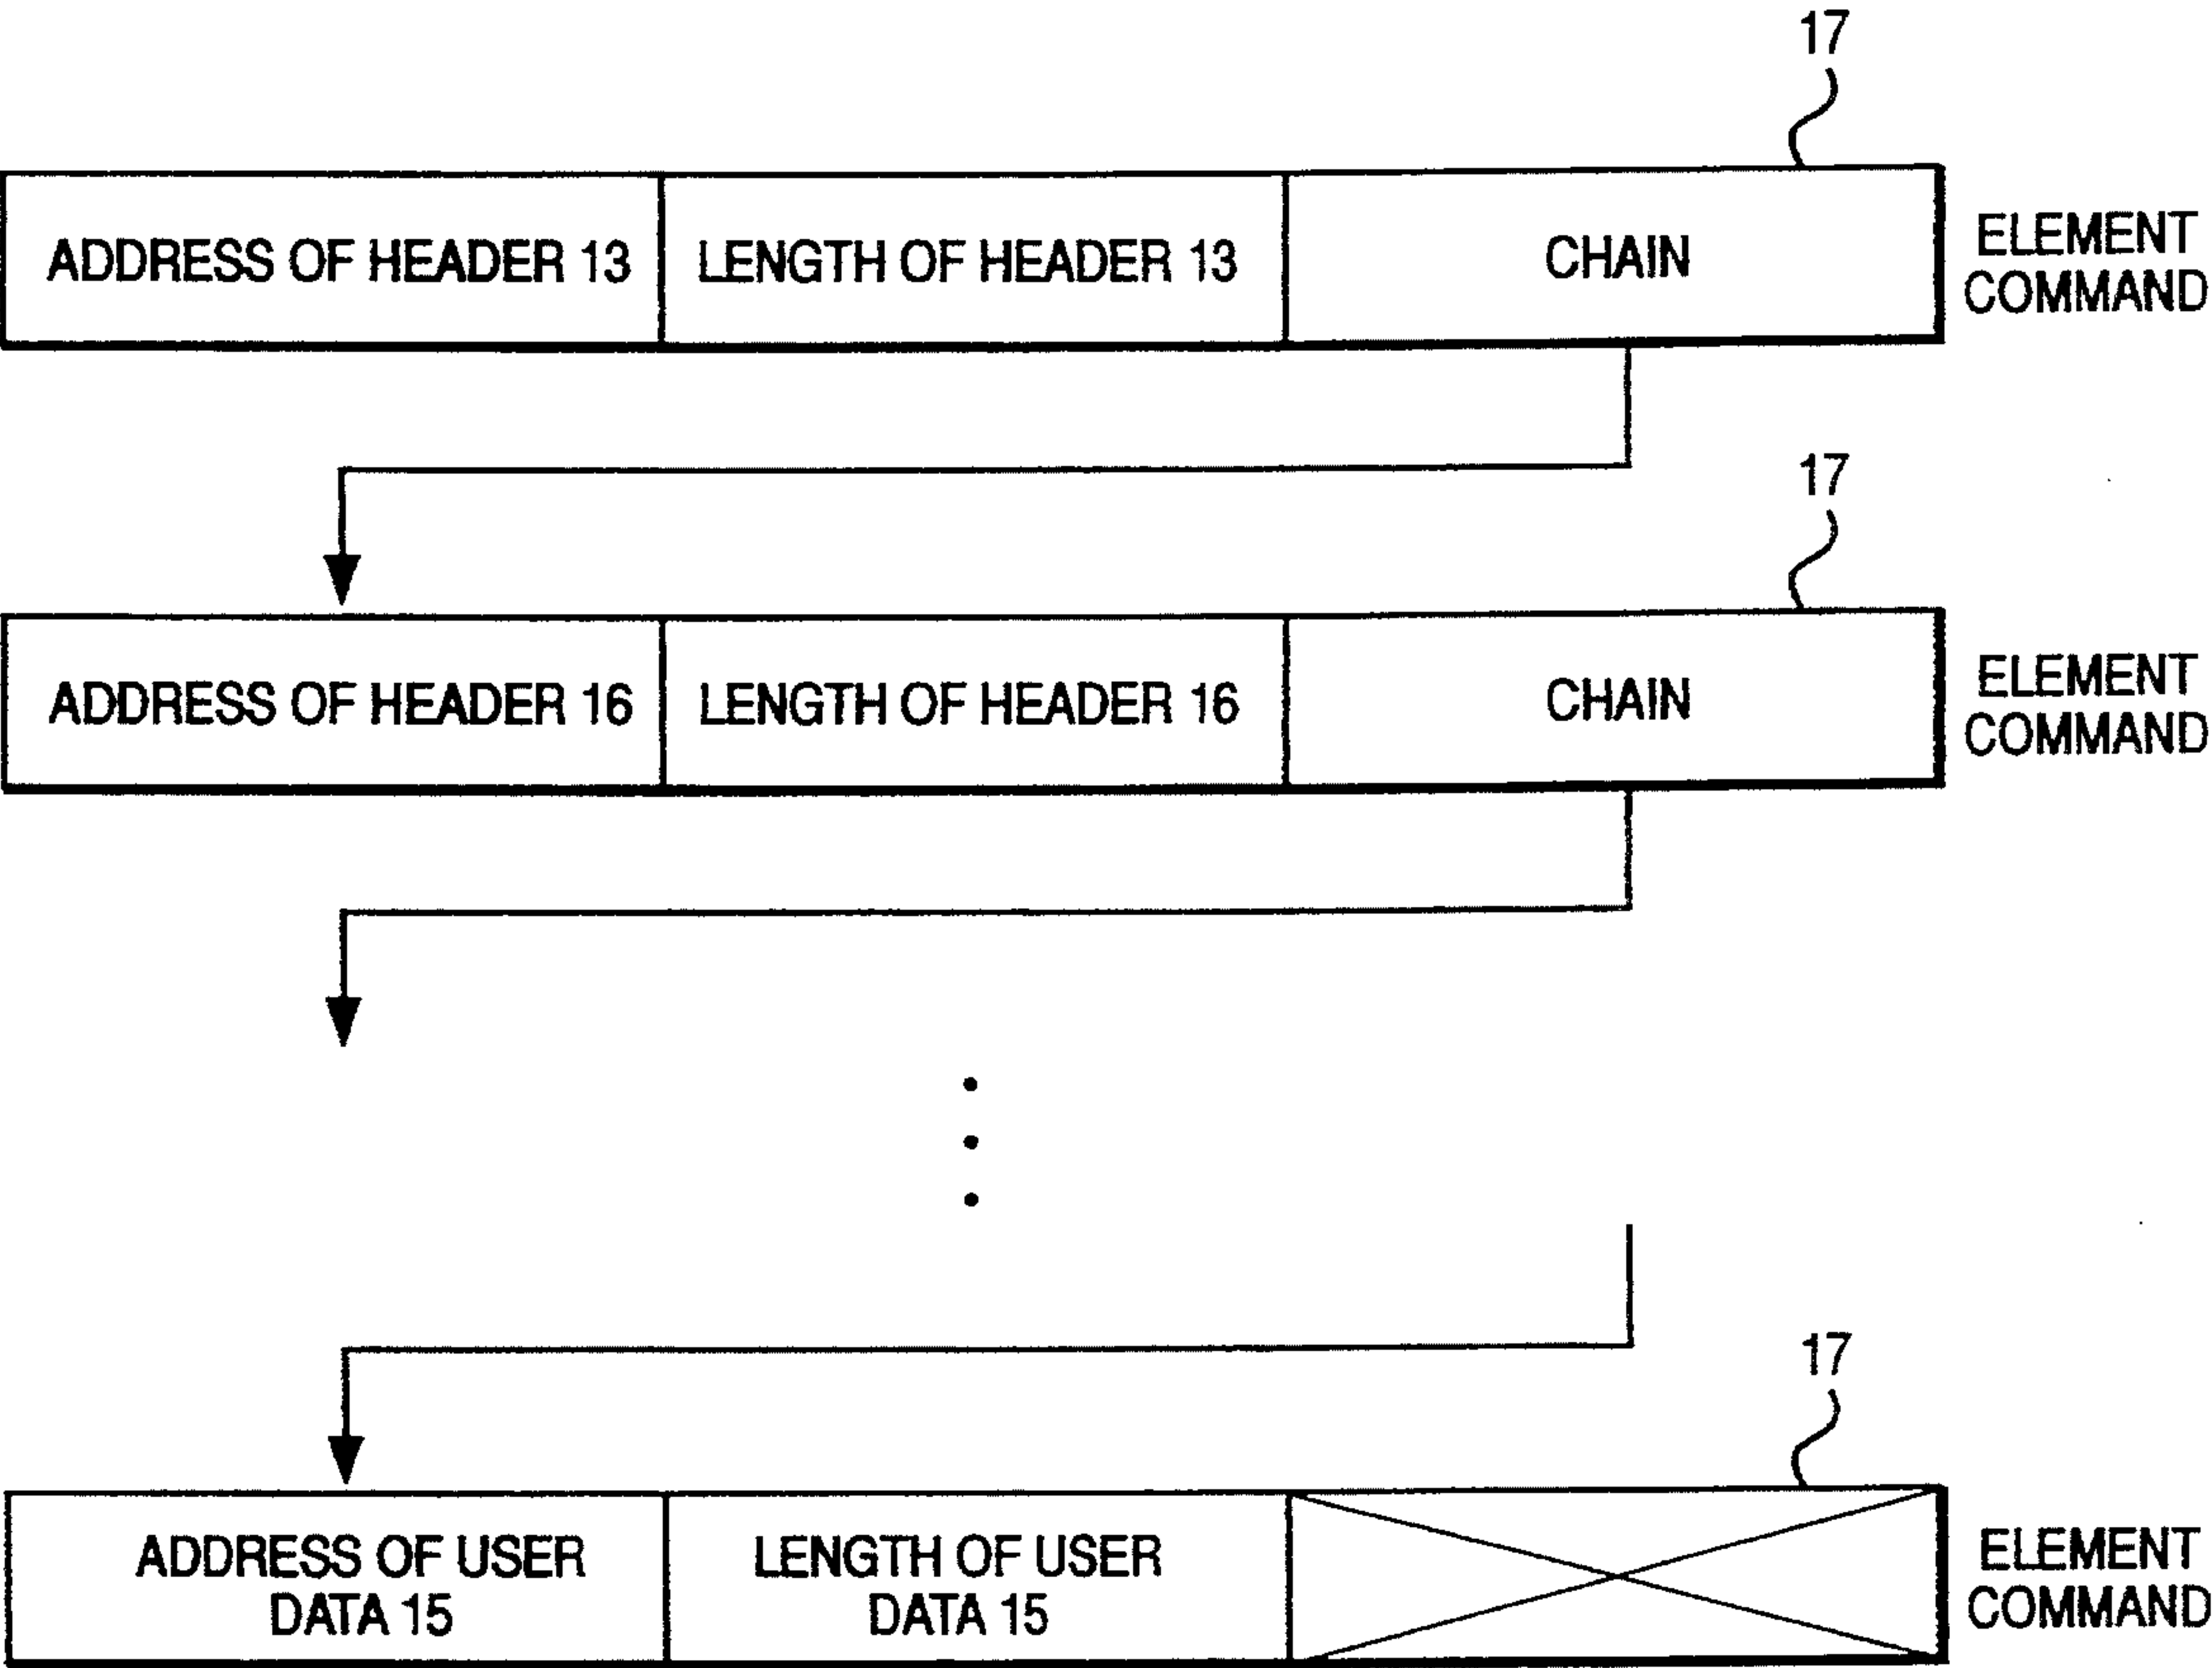 17
ADDRESS OF HEADER 13 LENGTH OF HEADER 13 CHAIN
ELEMENT
COMMAND
17
ADDRESS OF HEADER 16 LENGTH OF HEADER 16 CHAIN
ELEMENT
COMMAND
17
ADDRESS OF USER
DATA 15
LENGTH OF USER
DATA 15
ELEMENT
COMMAND